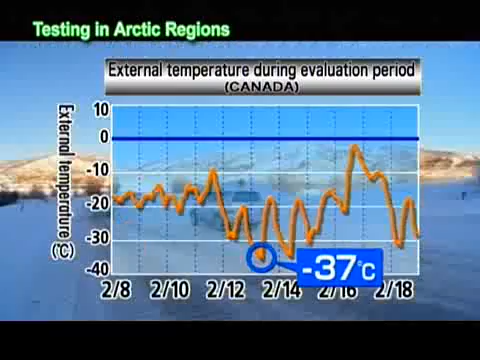 Testing in Arctic Regions
External temperature during evaluation period
(CANADA)
External temperature
(℃)
10
0
-10
-20
-30
-40
2/8 2/10 2/12 2/14 2/16 2/18
-37℃